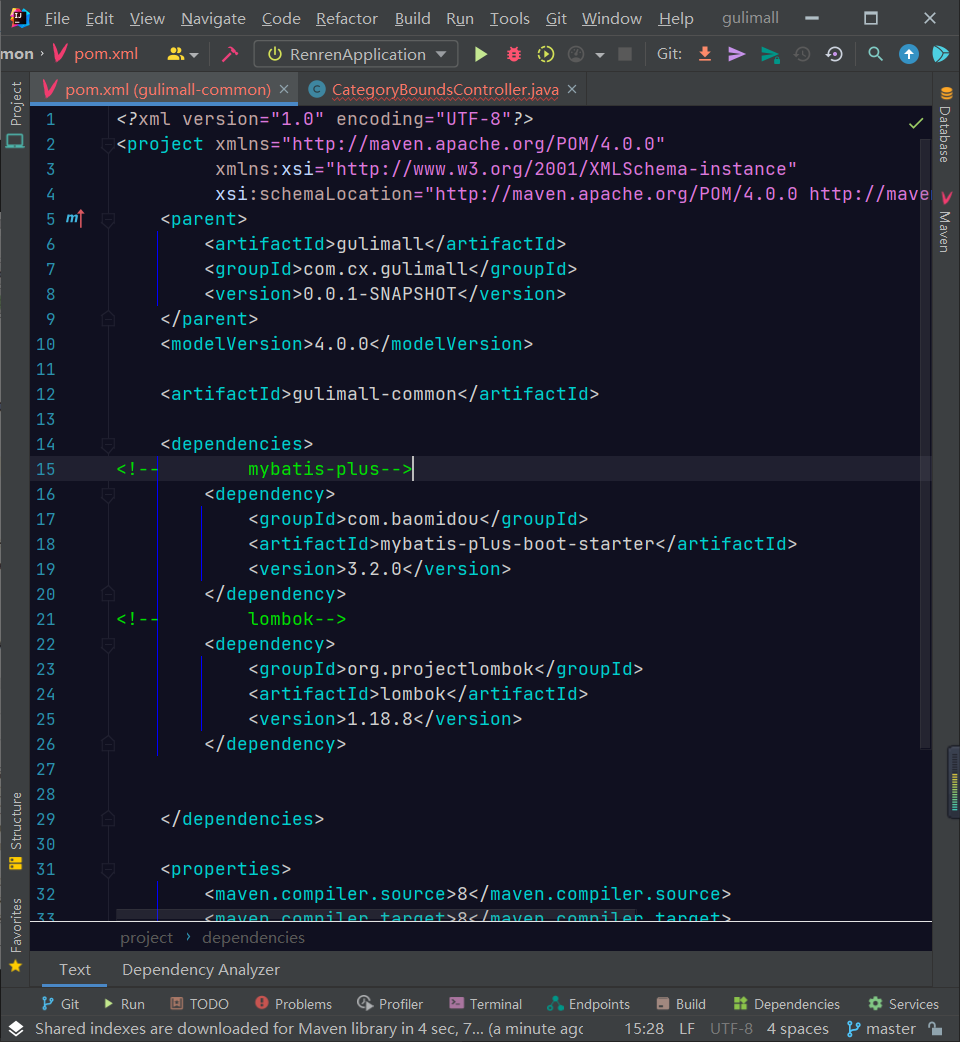 File Edit View Navigate Code Refactor Build Run Tools Git Window Help gulimall
mon pom.xml RenrenApplication Git:
pom.xml (gulimall-common) CategoryBoundsController.java
Project
Structure
Favorites
Database
Maven
1 <?xml version="1.0" encoding="UTF-8"?>
2 <project xmlns="http://maven.apache.org/POM/4.0.0"
3 xmlns:xsi="http://www.w3.org/2001/XMLSchema-instance"
4 xsi:schemaLocation="http://maven.apache.org/POM/4.0.0 http://mave
5 <parent>
6 <artifactId>gulimall</artifactId>
7 <groupId>com.cx.gulimall</groupId>
8 <version>0.0.1-SNAPSHOT</version>
9 </parent>
10 <modelVersion>4.0.0</modelVersion>
11
12 <artifactId>gulimall-common</artifactId>
13
14 <dependencies>
15 <!-- mybatis-plus-->
16 <dependency>
17 <groupId>com.baomidou</groupId>
18 <artifactId>mybatis-plus-boot-starter</artifactId>
19 <version>3.2.0</version>
20 </dependency>
21 <!-- lombok-->
22 <dependency>
23 <groupId>org.projectlombok</groupId>
24 <artifactId>lombok</artifactId>
25 <version>1.18.8</version>
26 </dependency>
27
28
29 </dependencies>
30
31 <properties>
32 <maven.compiler.source>8</maven.compiler.source>
33 <maven.compiler.target>8</maven.compiler.target>
project › dependencies
Text Dependency Analyzer
Git Run TODO Problems Profiler Terminal Endpoints Build Dependencies Services
Shared indexes are downloaded for Maven library in 4 sec, 7... (a minute agc 15:28 LF UTF-8 4 spaces master